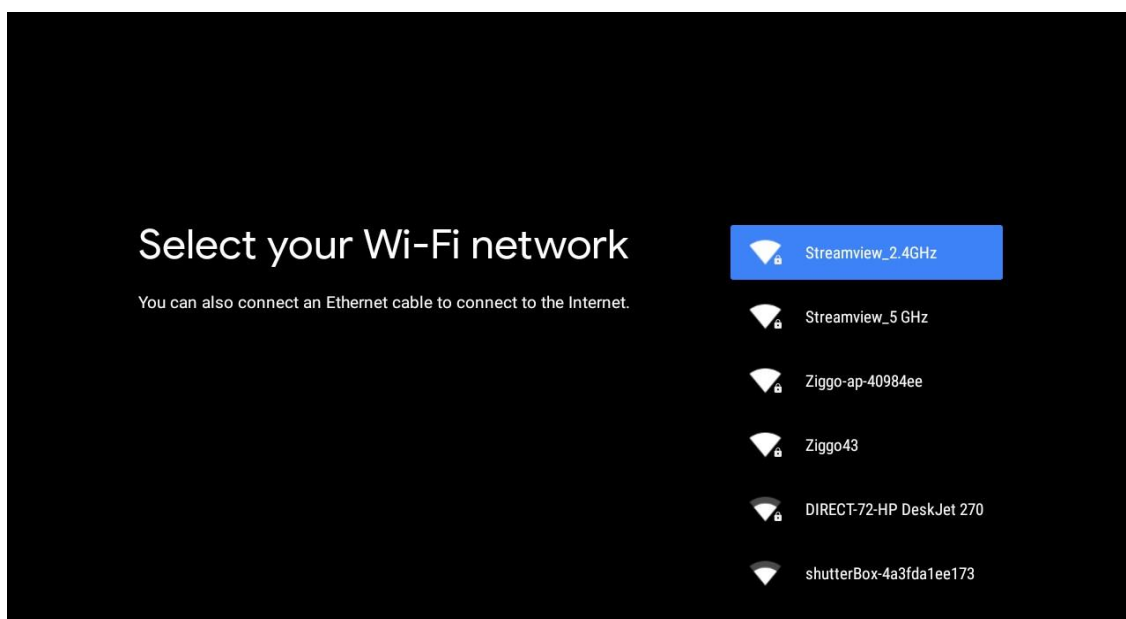 Select your Wi-Fi network
You can also connect an Ethernet cable to connect to the Internet.
Streamview_2.4GHz
Streamview_5 GHz
Ziggo-ap-40984ee
Ziggo43
DIRECT-72-HP DeskJet 270
shutterBox-4a3fda1ee173